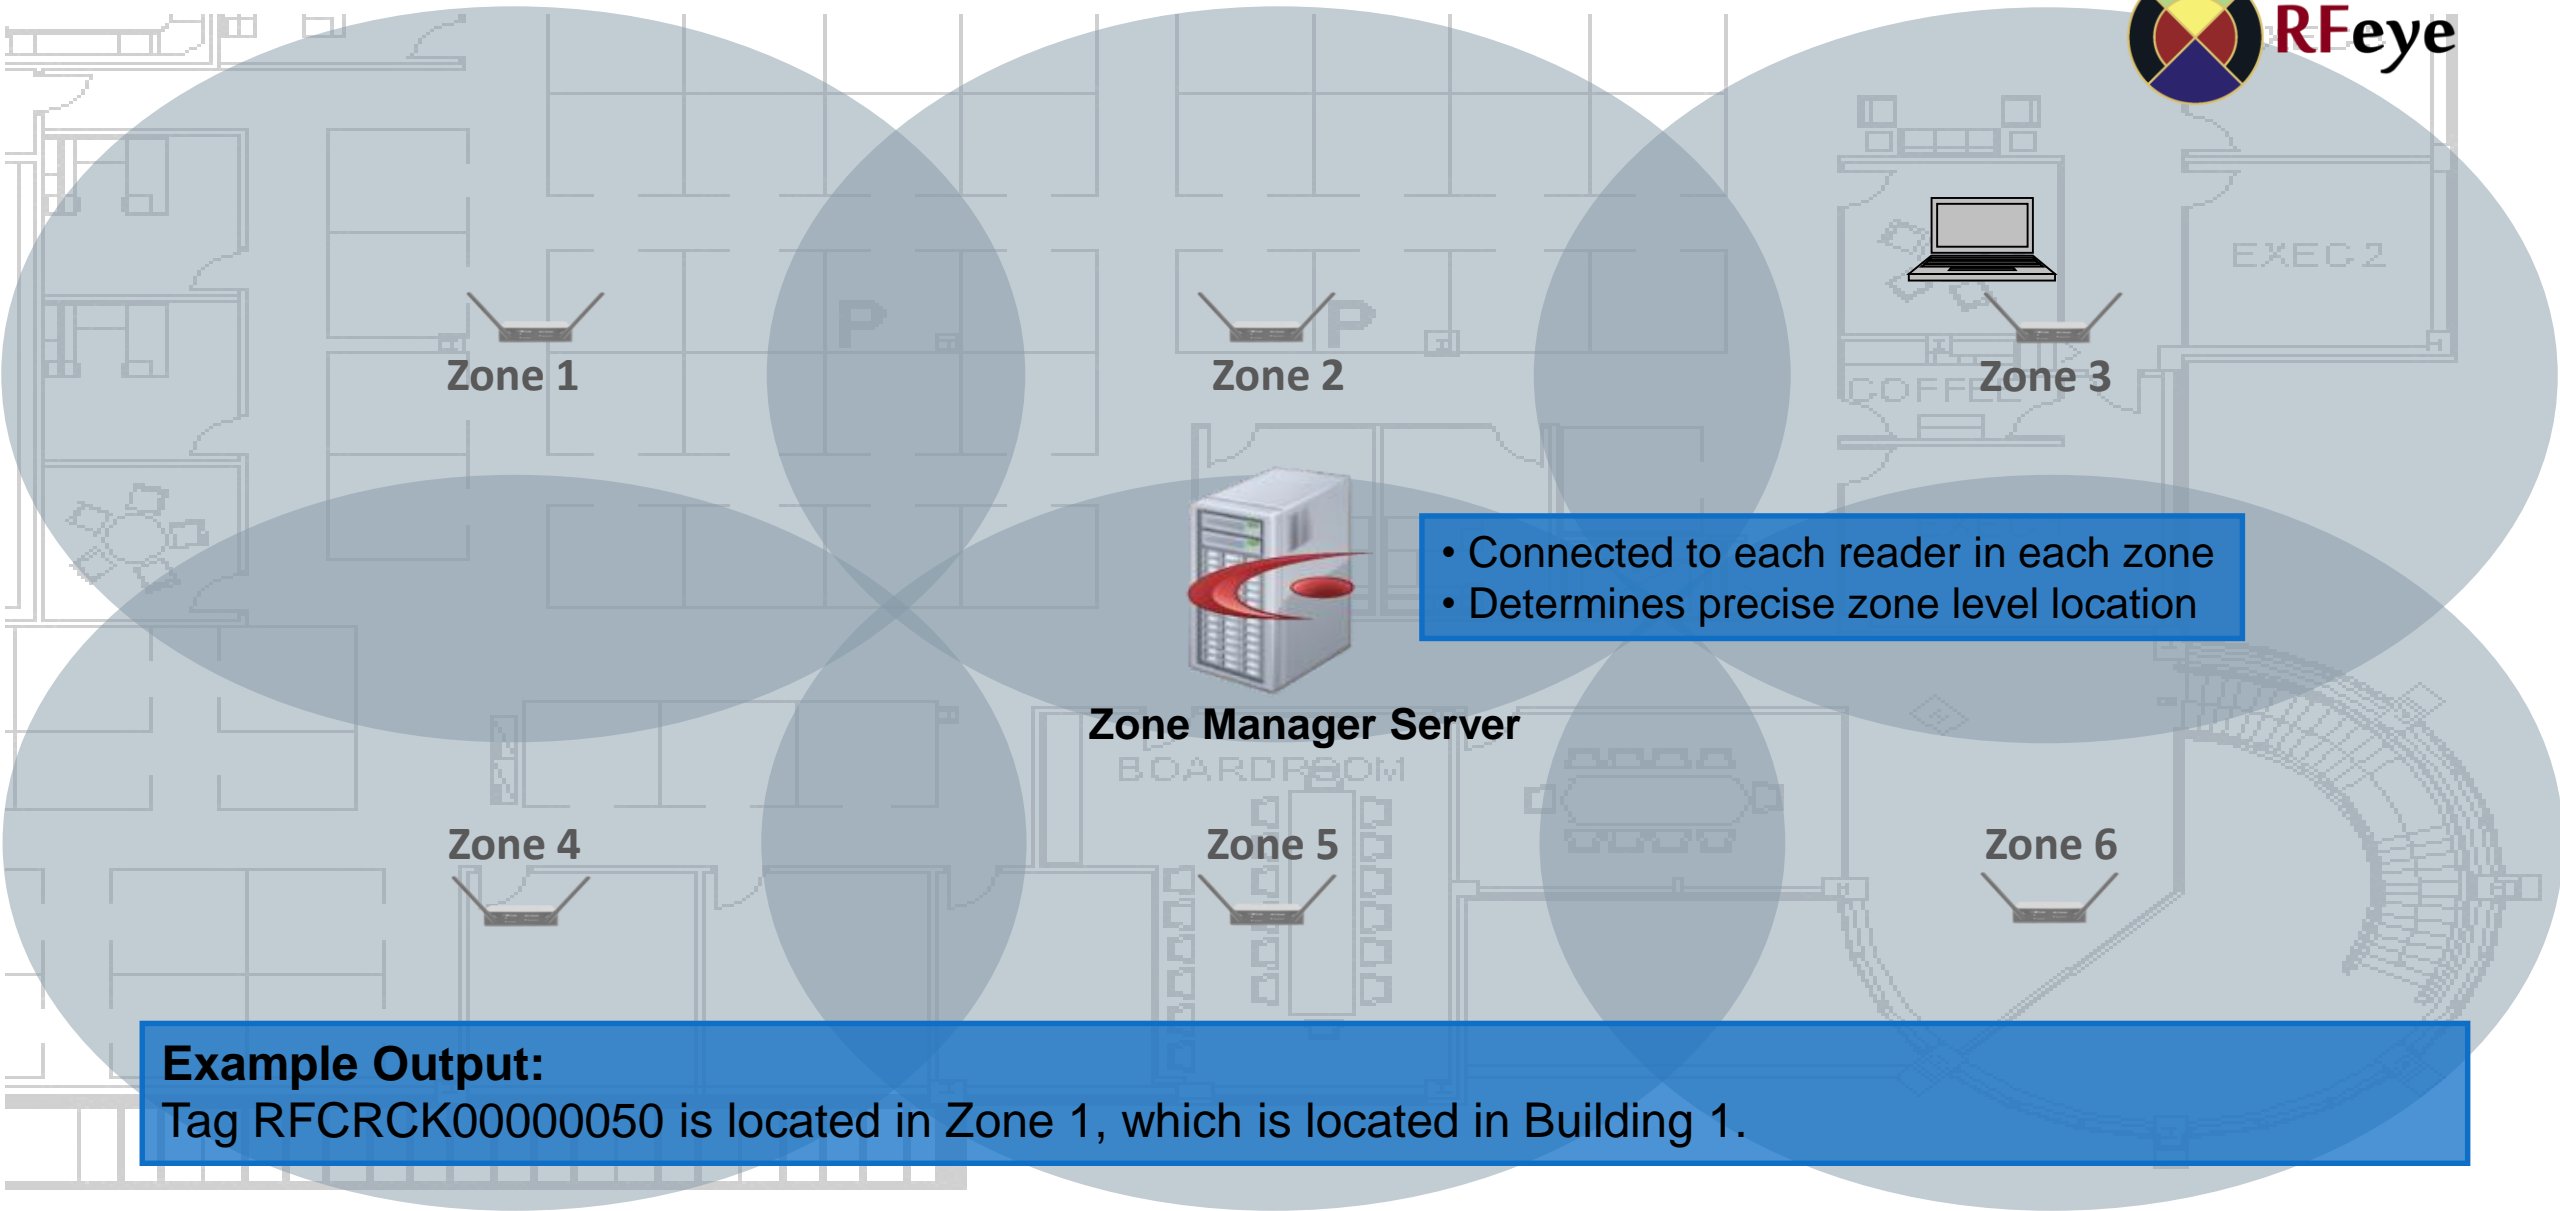 RFeye
EXEC 2
P
P
Zone 1
Zone 2
Zone 3
COFFEE
• Connected to each reader in each zone
• Determines precise zone level location
Zone Manager Server
BOARDROOM
Zone 4
Zone 5
Zone 6
Example Output:
Tag RFCRCK00000050 is located in Zone 1, which is located in Building 1.